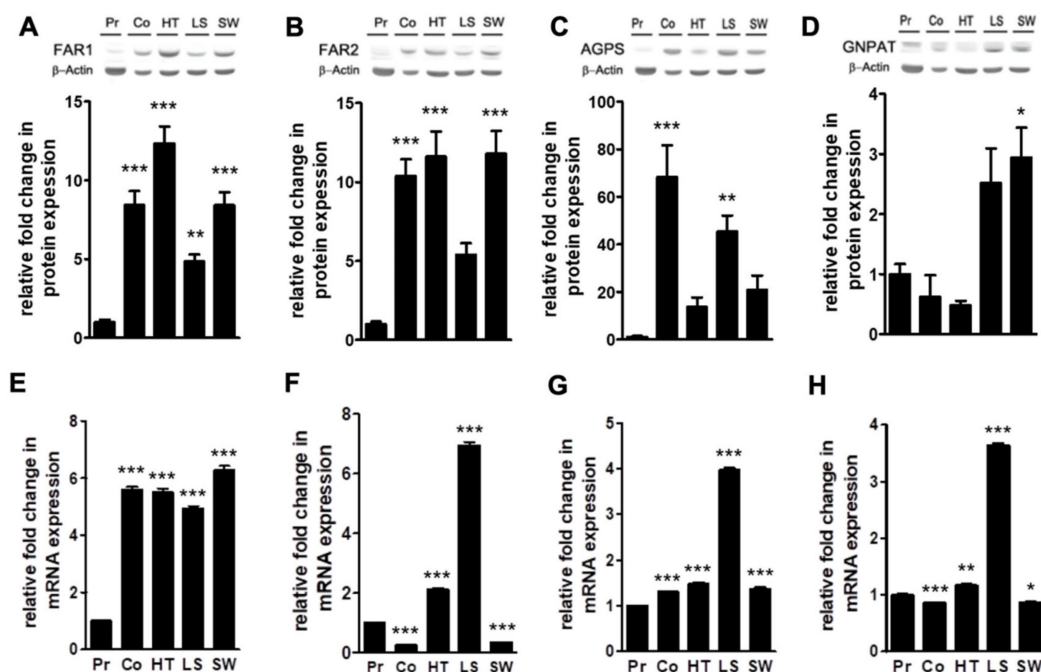 A
Pr Co HT LS SW
FAR1
β-Actin
relative fold change in
protein expession
15
10
5
0
***
***
**
***
B
Pr Co HT LS SW
FAR2
β-Actin
relative fold change in
protein expession
15
10
5
0
***
***
***
C
Pr Co HT LS SW
AGPS
β-Actin
relative fold change in
protein expession
100
80
60
40
20
0
***
**
D
Pr Co HT LS SW
GNPAT
β-Actin
relative fold change in
protein expession
4
3
2
1
0
*
E
relative fold change in
mRNA expression
8
6
4
2
0
***
***
***
***
Pr Co HT LS SW
F
relative fold change in
mRNA expression
8
6
4
2
0
***
***
***
***
Pr Co HT LS SW
G
relative fold change in
mRNA expression
5
4
3
2
1
0
***
***
***
***
Pr Co HT LS SW
H
relative fold change in
mRNA expression
4
3
2
1
0
***
**
***
*
Pr Co HT LS SW